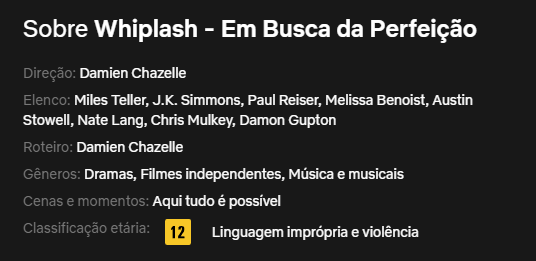 Sobre Whiplash - Em Busca da Perfeição
Direção: Damien Chazelle
Elenco: Miles Teller, J.K. Simmons, Paul Reiser, Melissa Benoist, Austin
Stowell, Nate Lang, Chris Mulkey, Damon Gupton
Roteiro: Damien Chazelle
Gêneros: Dramas, Filmes independentes, Música e musicais
Cenas e momentos: Aqui tudo é possível
Classificação etária: 12 Linguagem imprópria e violência